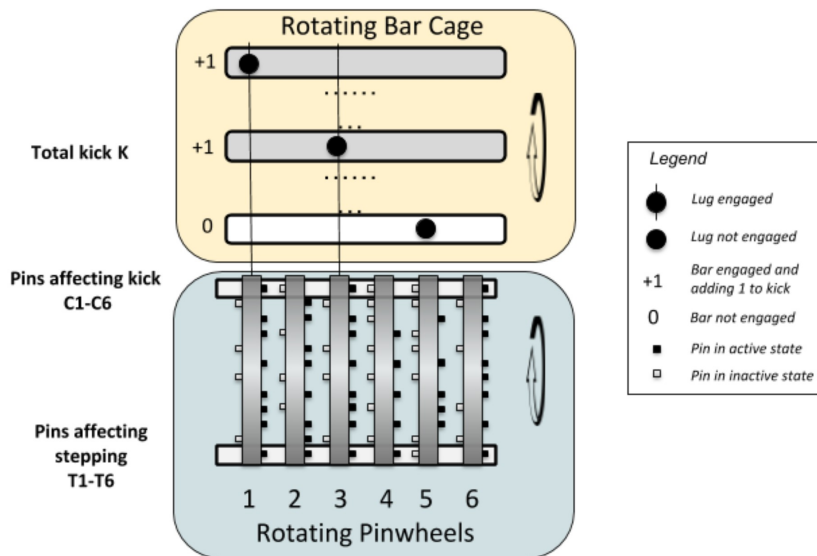 Rotating Bar Cage
+1
......
...
Total kick K
+1
......
...
0
Pins affecting kick
C1-C6
Pins affecting
stepping
T1-T6
1 2 3 4 5 6
Rotating Pinwheels
Legend
Lug engaged
Lug not engaged
+1 Bar engaged and
adding 1 to kick
0 Bar not engaged
Pin in active state
Pin in inactive state